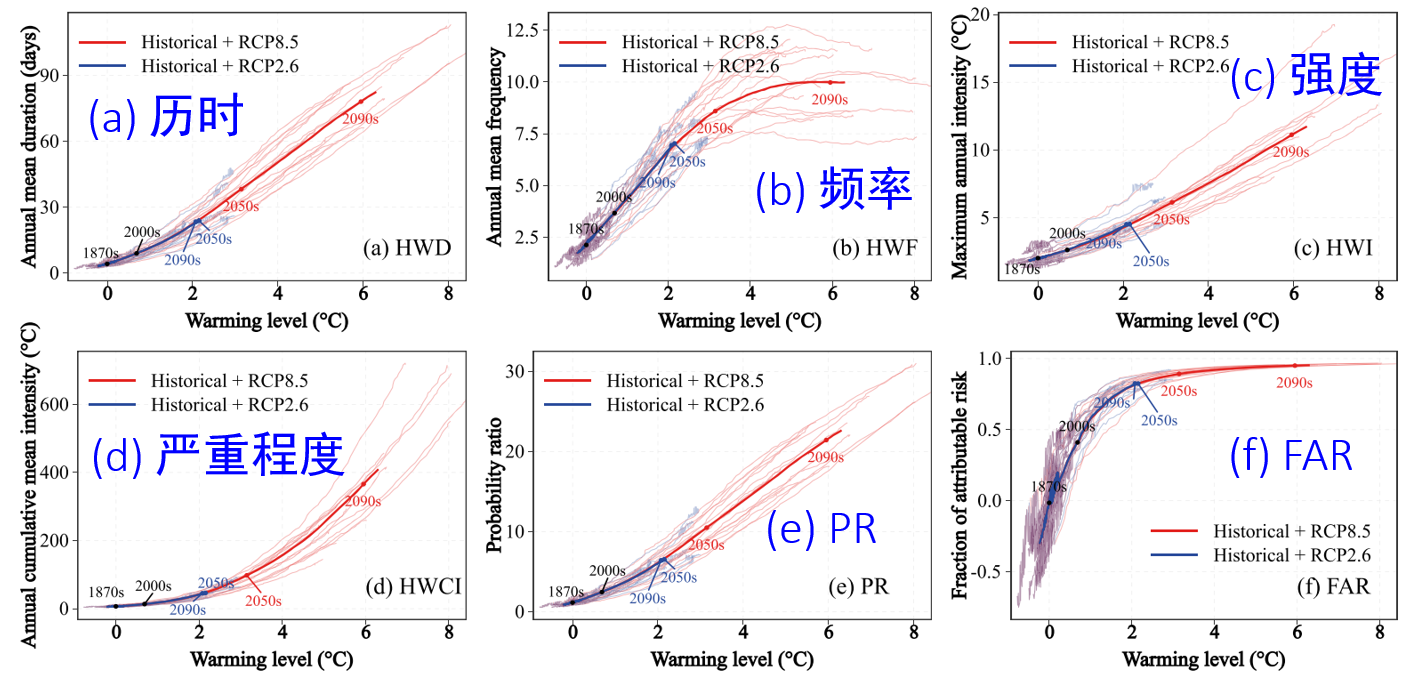 Annual mean duration (days)
90
60
30
0
Historical + RCP8.5
Historical + RCP2.6
(a) 历时
2090s
2050s
2000s
1870s
2050s
2090s
(a) HWD
0
2
4
6
8
Warming level (°C)
Annual mean frequency
12.5
10.0
7.5
5.0
2.5
Historical + RCP8.5
Historical + RCP2.6
2090s
2050s
2050s
2090s
2000s
1870s
(b) 频率
(b) HWF
0
2
4
6
8
Warming level (°C)
Maximum annual intensity (°C)
20
15
10
5
Historical + RCP8.5
Historical + RCP2.6
(c) 强度
2090s
2050s
2000s
2090s
2050s
1870s
(c) HWI
0
2
4
6
8
Warming level (°C)
Annual cumulative mean intensity (°C)
600
400
200
0
Historical + RCP8.5
Historical + RCP2.6
(d) 严重程度
2090s
2050s
2000s
1870s
2090s
2050s
(d) HWCI
0
2
4
6
8
Warming level (°C)
Probability ratio
30
20
10
0
Historical + RCP8.5
Historical + RCP2.6
2090s
(e) PR
2050s
2000s
1870s
2050s
2090s
(e) PR
0
2
4
6
8
Warming level (°C)
Fraction of attributable risk
1.0
0.5
0.0
-0.5
2050s
2090s
2090s
2050s
2000s
1870s
(f) FAR
Historical + RCP8.5
Historical + RCP2.6
(f) FAR
0
2
4
6
8
Warming level (°C)